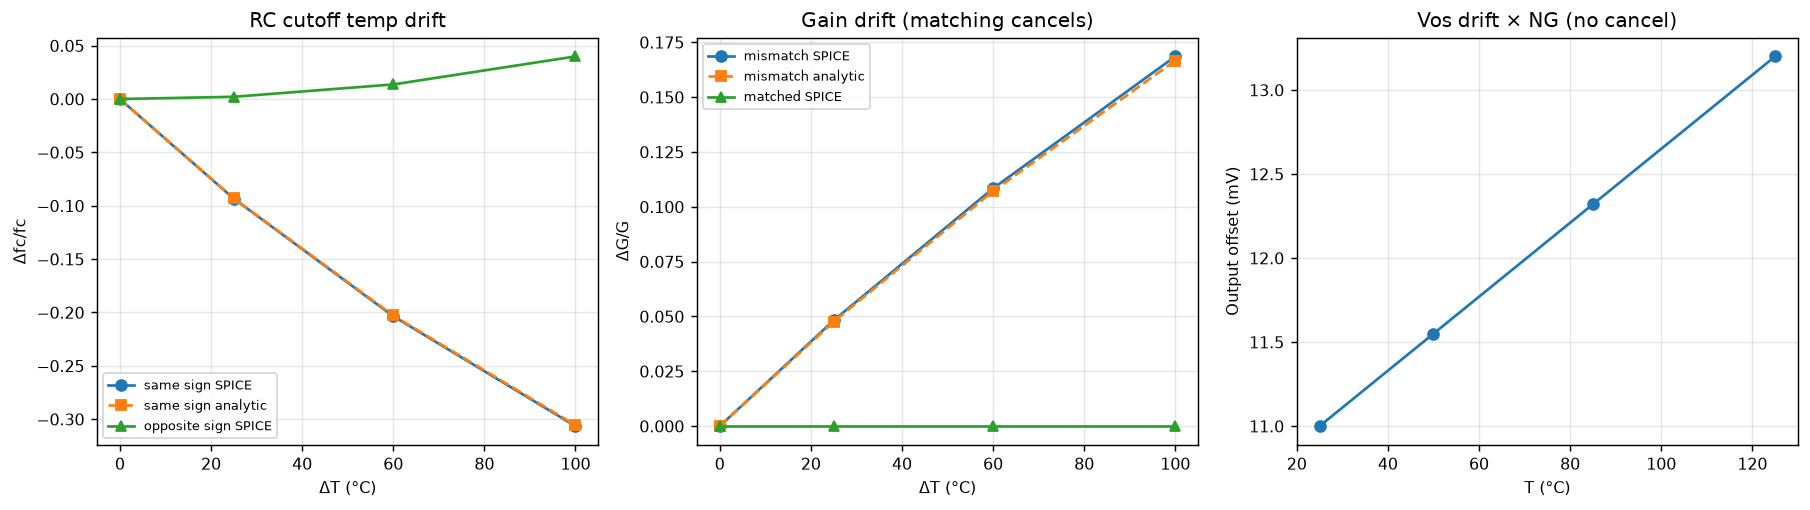 RC cutoff temp drift
Δfc/fc
0.05
0.00
−0.05
−0.10
−0.15
−0.20
−0.25
−0.30
same sign SPICE
same sign analytic
opposite sign SPICE
0 20 40 60 80 100
ΔT (°C)
Gain drift (matching cancels)
ΔG/G
0.175
0.150
0.125
0.100
0.075
0.050
0.025
0.000
mismatch SPICE
mismatch analytic
matched SPICE
0 20 40 60 80 100
ΔT (°C)
Vos drift × NG (no cancel)
Output offset (mV)
13.0
12.5
12.0
11.5
11.0
20 40 60 80 100 120
T (°C)